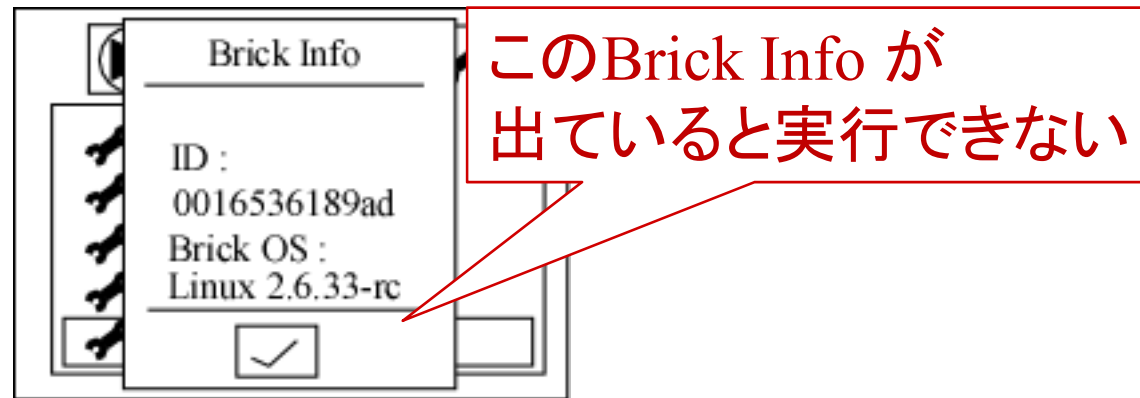 Brick Info
ID :
0016536189ad
Brick OS :
Linux 2.6.33-rc
このBrick Info が
出ていると実行できない